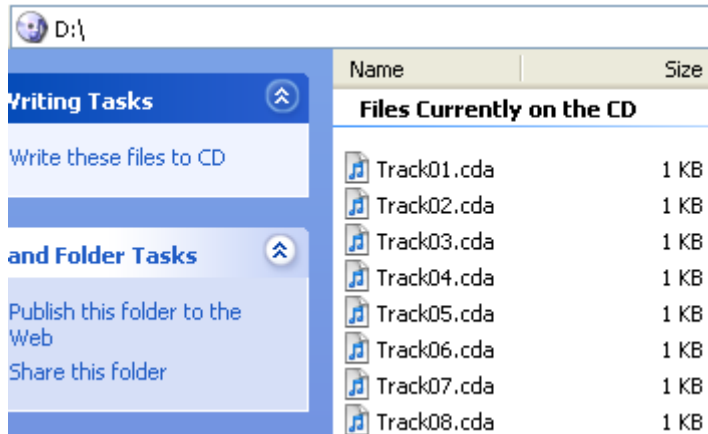 D:\
Name Size
Writing Tasks
Files Currently on the CD
Write these files to CD
Track01.cda 1 KB
Track02.cda 1 KB
Track03.cda 1 KB
and Folder Tasks
Track04.cda 1 KB
Publish this folder to the
Web
Track05.cda 1 KB
Track06.cda 1 KB
Share this folder
Track07.cda 1 KB
Track08.cda 1 KB